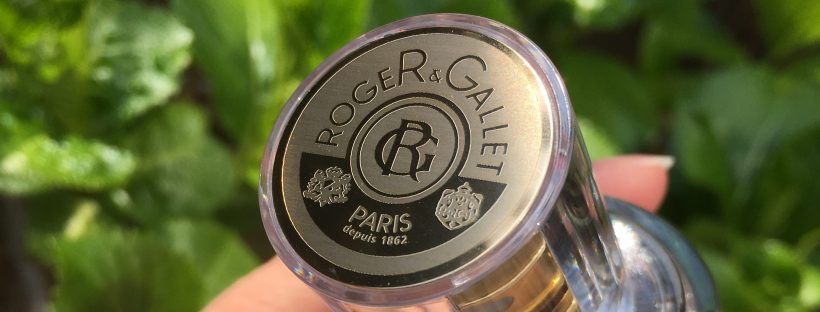 ROGER & GALLET
RG
PARIS
depuis 1862